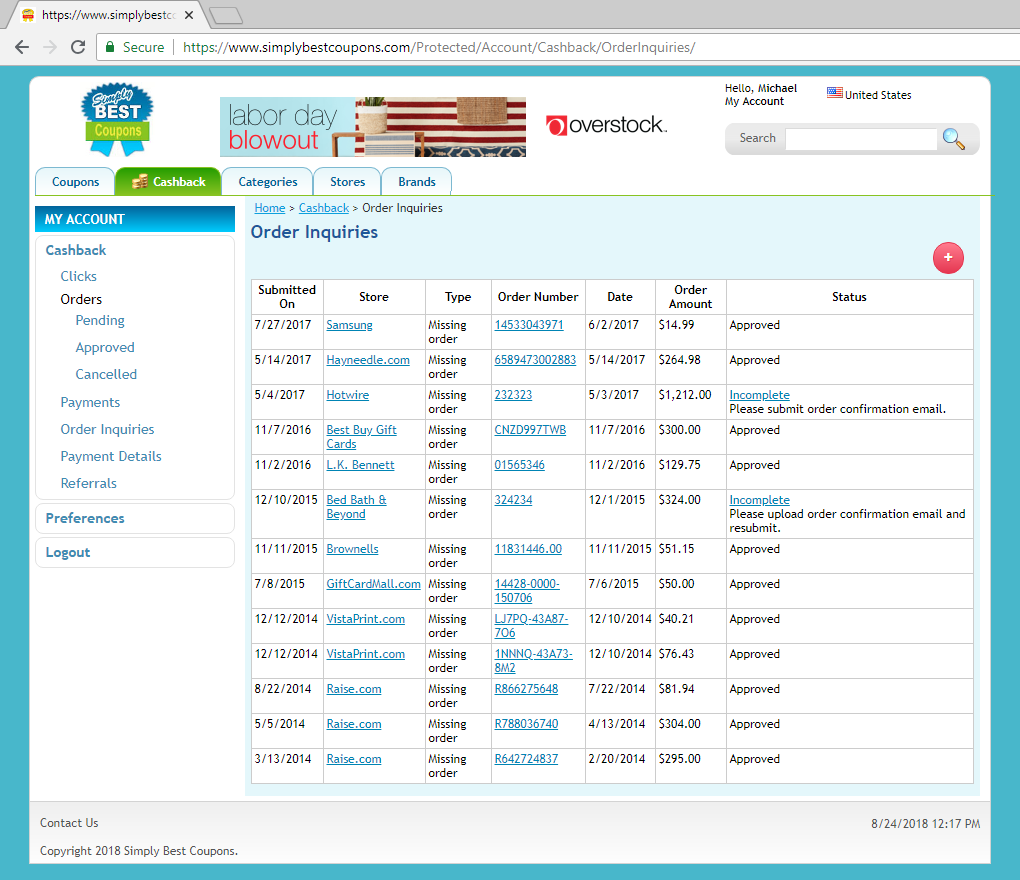 https://www.simplybestc
Secure
https://www.simplybestcoupons.com/Protected/Account/Cashback/OrderInquiries/
Simply
BEST
Coupons
labor day
blowout
overstock.
Hello, Michael
My Account
United States
Search
Coupons
Cashback
Categories
Stores
Brands
MY ACCOUNT
Cashback
Clicks
Orders
Pending
Approved
Cancelled
Payments
Order Inquiries
Payment Details
Referrals
Preferences
Logout
Home > Cashback > Order Inquiries
Order Inquiries
+
Submitted On Store Type Order Number Date Order Amount Status
7/27/2017 Samsung Missing order 14533043971 6/2/2017 $14.99 Approved
5/14/2017 Hayneedle.com Missing order 6589473002883 5/14/2017 $264.98 Approved
5/4/2017 Hotwire Missing order 232323 5/3/2017 $1,212.00 Incomplete
Please submit order confirmation email.
11/7/2016 Best Buy Gift Cards Missing order CNZD997TWB 11/7/2016 $300.00 Approved
11/2/2016 L.K. Bennett Missing order 01565346 11/2/2016 $129.75 Approved
12/10/2015 Bed Bath & Beyond Missing order 324234 12/1/2015 $324.00 Incomplete
Please upload order confirmation email and
resubmit.
11/11/2015 Brownells Missing order 11831446.00 11/11/2015 $51.15 Approved
7/8/2015 GiftCardMall.com Missing order 14428-0000-150706 7/6/2015 $50.00 Approved
12/12/2014 VistaPrint.com Missing order LJ7PQ-43A87-7O6 12/10/2014 $40.21 Approved
12/12/2014 VistaPrint.com Missing order 1NNNQ-43A73-8M2 12/10/2014 $76.43 Approved
8/22/2014 Raise.com Missing order R866275648 7/22/2014 $81.94 Approved
5/5/2014 Raise.com Missing order R788036740 4/13/2014 $304.00 Approved
3/13/2014 Raise.com Missing order R642724837 2/20/2014 $295.00 Approved
Contact Us
8/24/2018 12:17 PM
Copyright 2018 Simply Best Coupons.